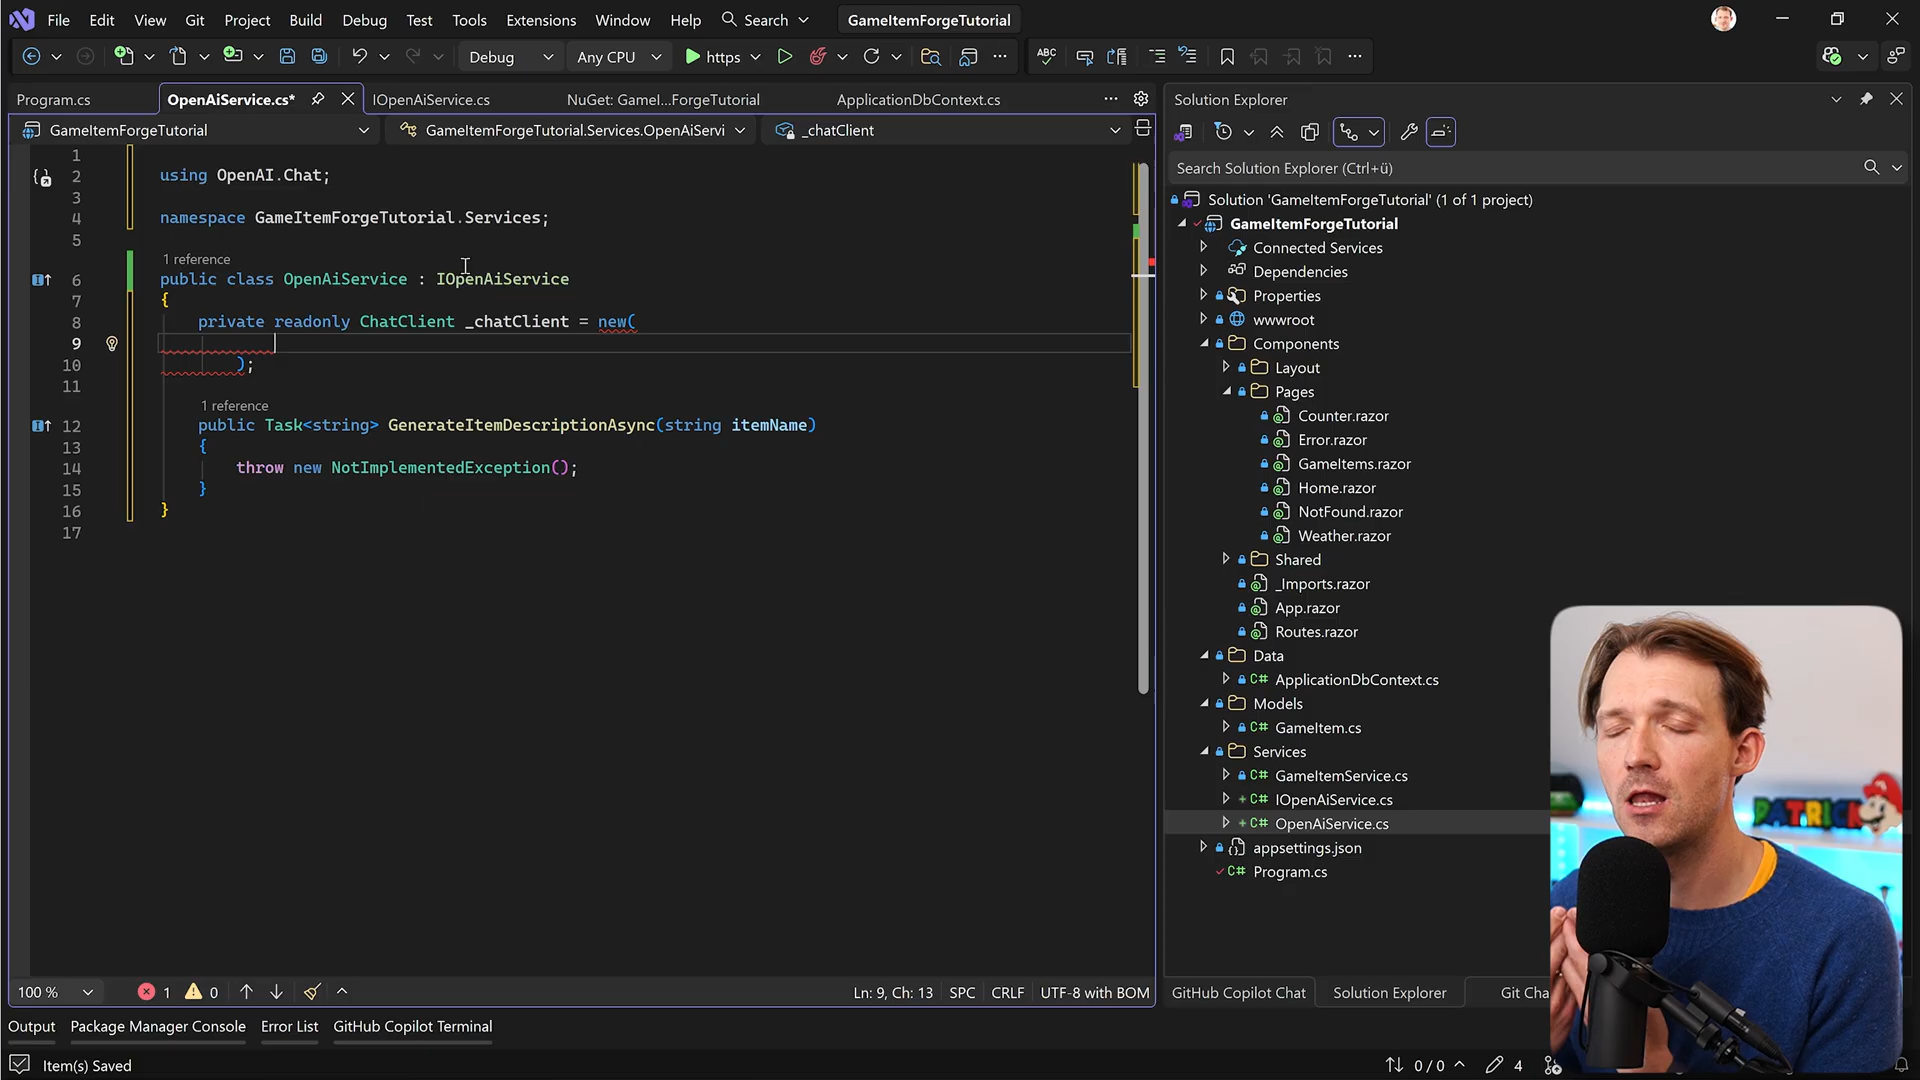 File Edit View Git Project Build Debug Test Tools Extensions Window Help Search GameItemForgeTutorial
Debug Any CPU https
Program.cs OpenAiService.cs* IOpenAiService.cs NuGet: GameI...ForgeTutorial ApplicationDbContext.cs
GameItemForgeTutorial GameItemForgeTutorial.Services.OpenAiServi _chatClient
1
2 using OpenAI.Chat;
3
4 namespace GameItemForgeTutorial.Services;
5
1 reference
6 public class OpenAiService : IOpenAiService
7 {
8 private readonly ChatClient _chatClient = new(
9
10 );
11
1 reference
12 public Task<string> GenerateItemDescriptionAsync(string itemName)
13 {
14 throw new NotImplementedException();
15 }
16 }
17
100 % 1 0 Ln: 9, Ch: 13 SPC CRLF UTF-8 with BOM
Output Package Manager Console Error List GitHub Copilot Terminal
Item(s) Saved 0 / 0 4
Solution Explorer
Search Solution Explorer (Ctrl+ü)
Solution 'GameItemForgeTutorial' (1 of 1 project)
GameItemForgeTutorial
Connected Services
Dependencies
Properties
wwwroot
Components
Layout
Pages
Counter.razor
Error.razor
GameItems.razor
Home.razor
NotFound.razor
Weather.razor
Shared
_Imports.razor
App.razor
Routes.razor
Data
ApplicationDbContext.cs
Models
GameItem.cs
Services
C# GameItemService.cs
C# IOpenAiService.cs
C# OpenAiService.cs
appsettings.json
C# Program.cs
GitHub Copilot Chat Solution Explorer Git Cha
PATRICK